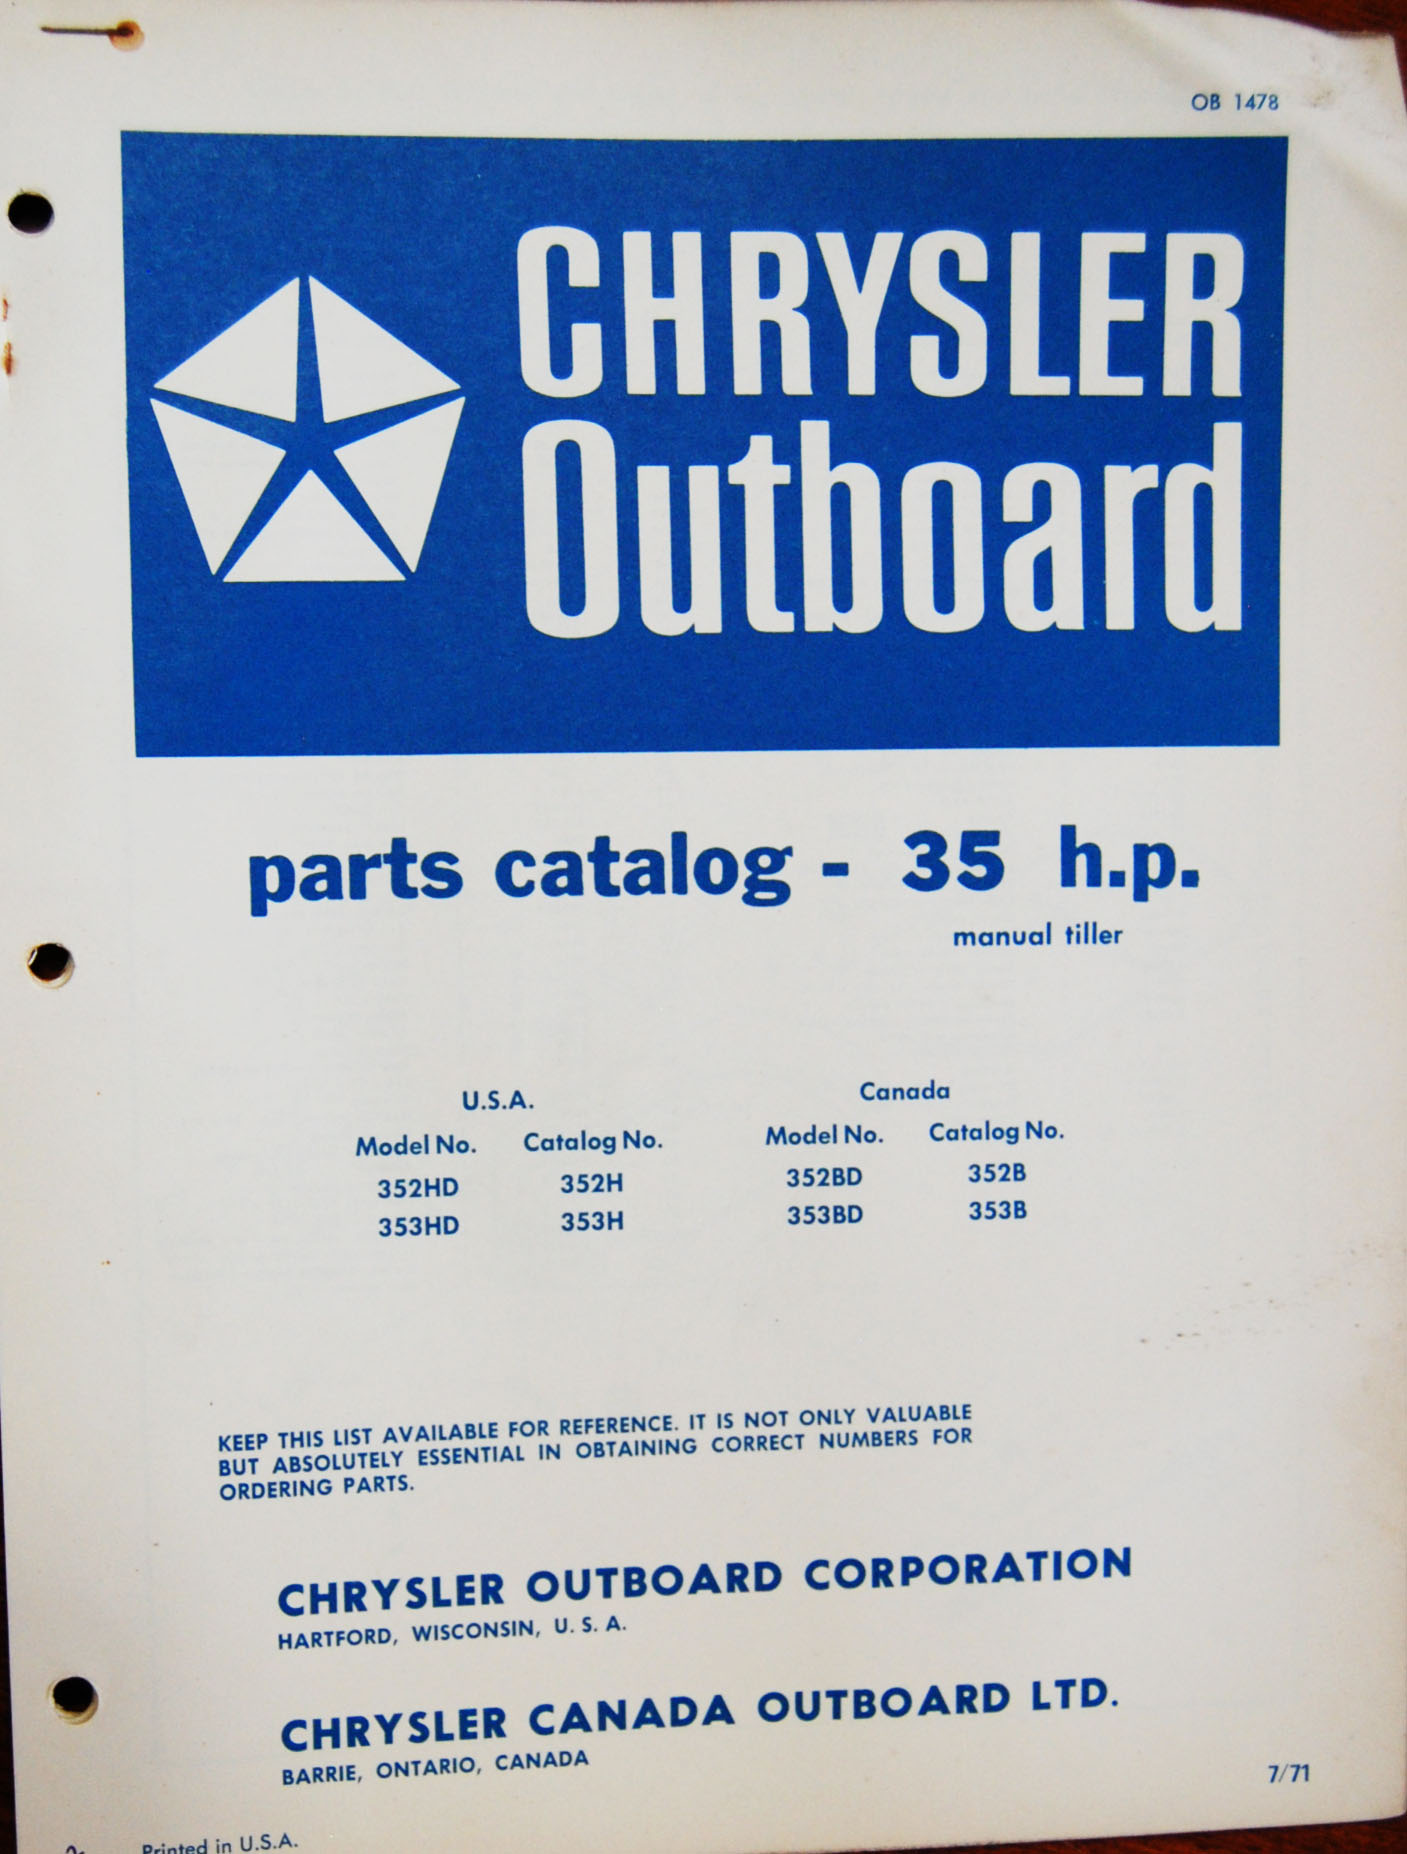 OB 1478
CHRYSLER
Outboard
parts catalog - 35 h.p.
manual tiller
U.S.A. Canada
Model No. Catalog No. Model No. Catalog No.
352HD 352H 352BD 352B
353HD 353H 353BD 353B
KEEP THIS LIST AVAILABLE FOR REFERENCE. IT IS NOT ONLY VALUABLE
BUT ABSOLUTELY ESSENTIAL IN OBTAINING CORRECT NUMBERS FOR
ORDERING PARTS.
CHRYSLER OUTBOARD CORPORATION
HARTFORD, WISCONSIN, U. S. A.
CHRYSLER CANADA OUTBOARD LTD.
BARRIE, ONTARIO, CANADA
7/71
Printed in U.S.A.